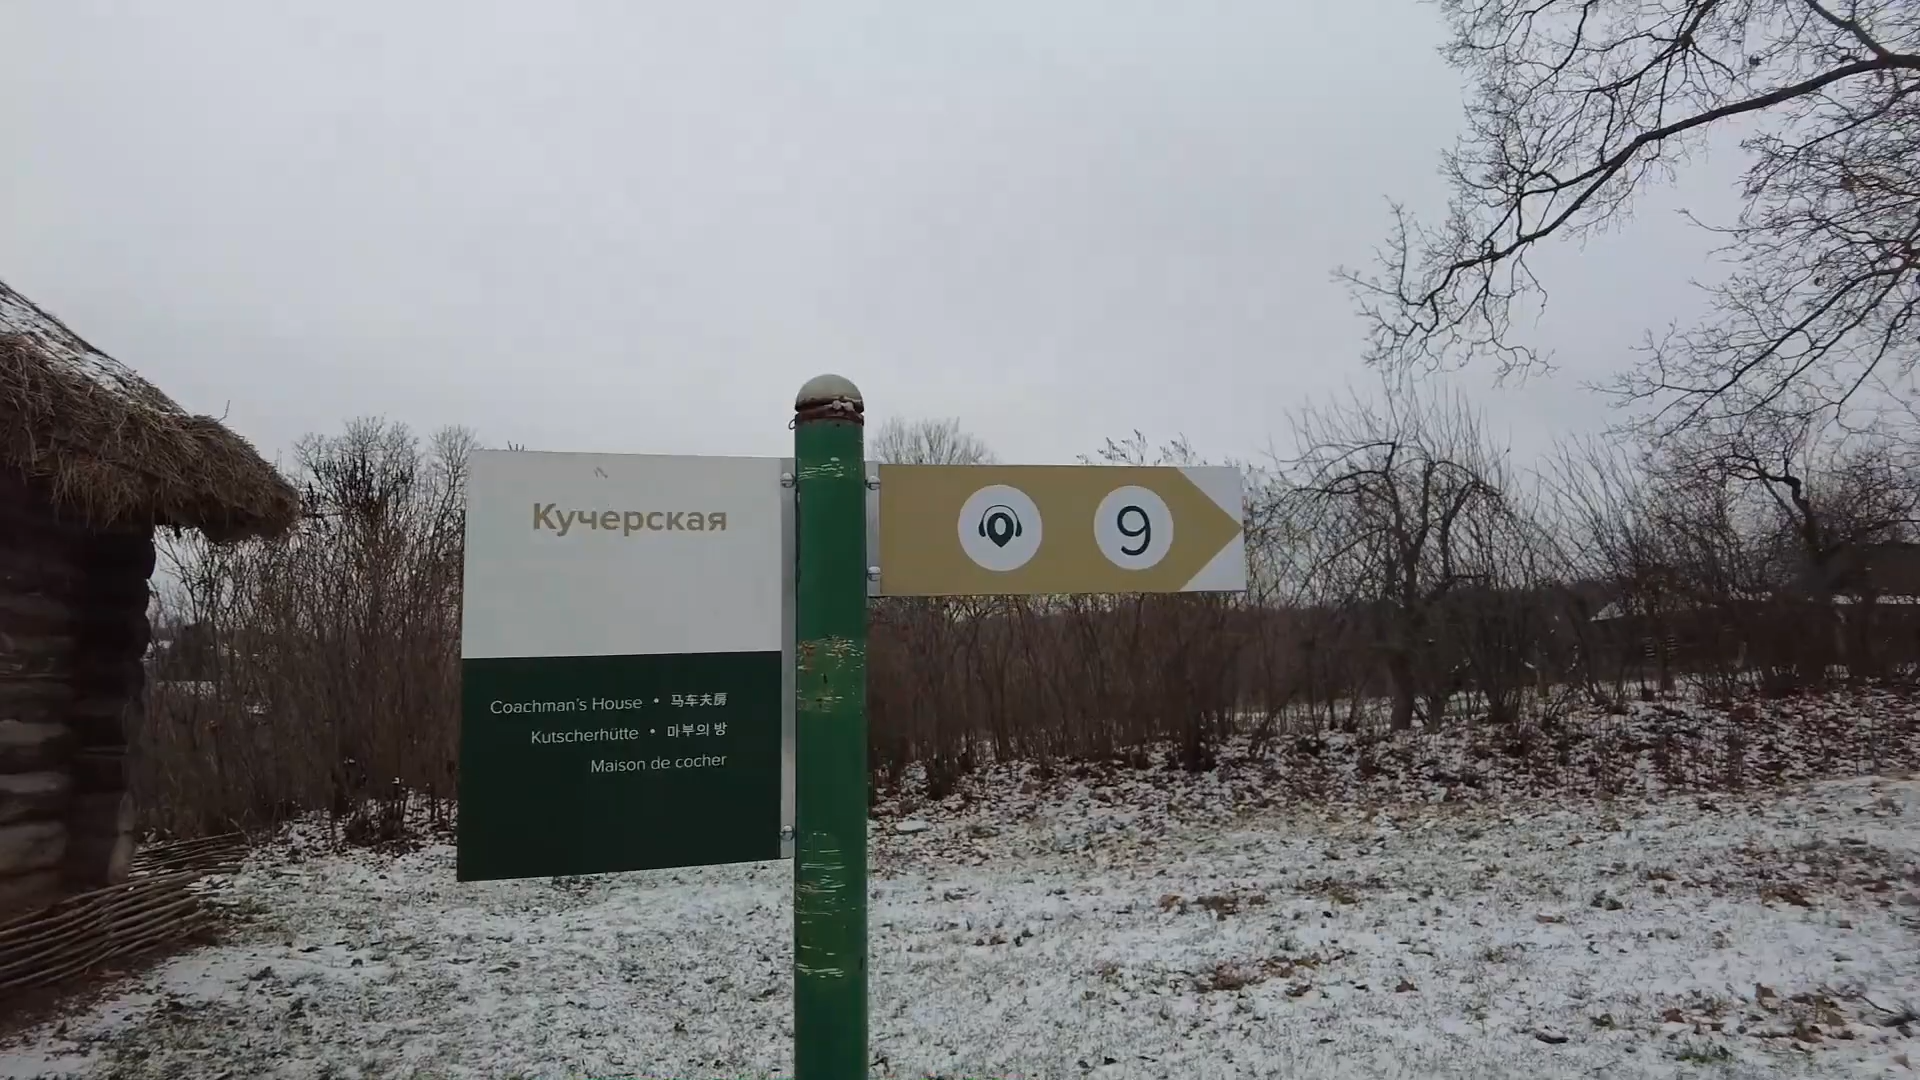 Кучерская
Coachman's House • 马车夫房
Kutscherhütte • 마부의 방
Maison de cocher
9